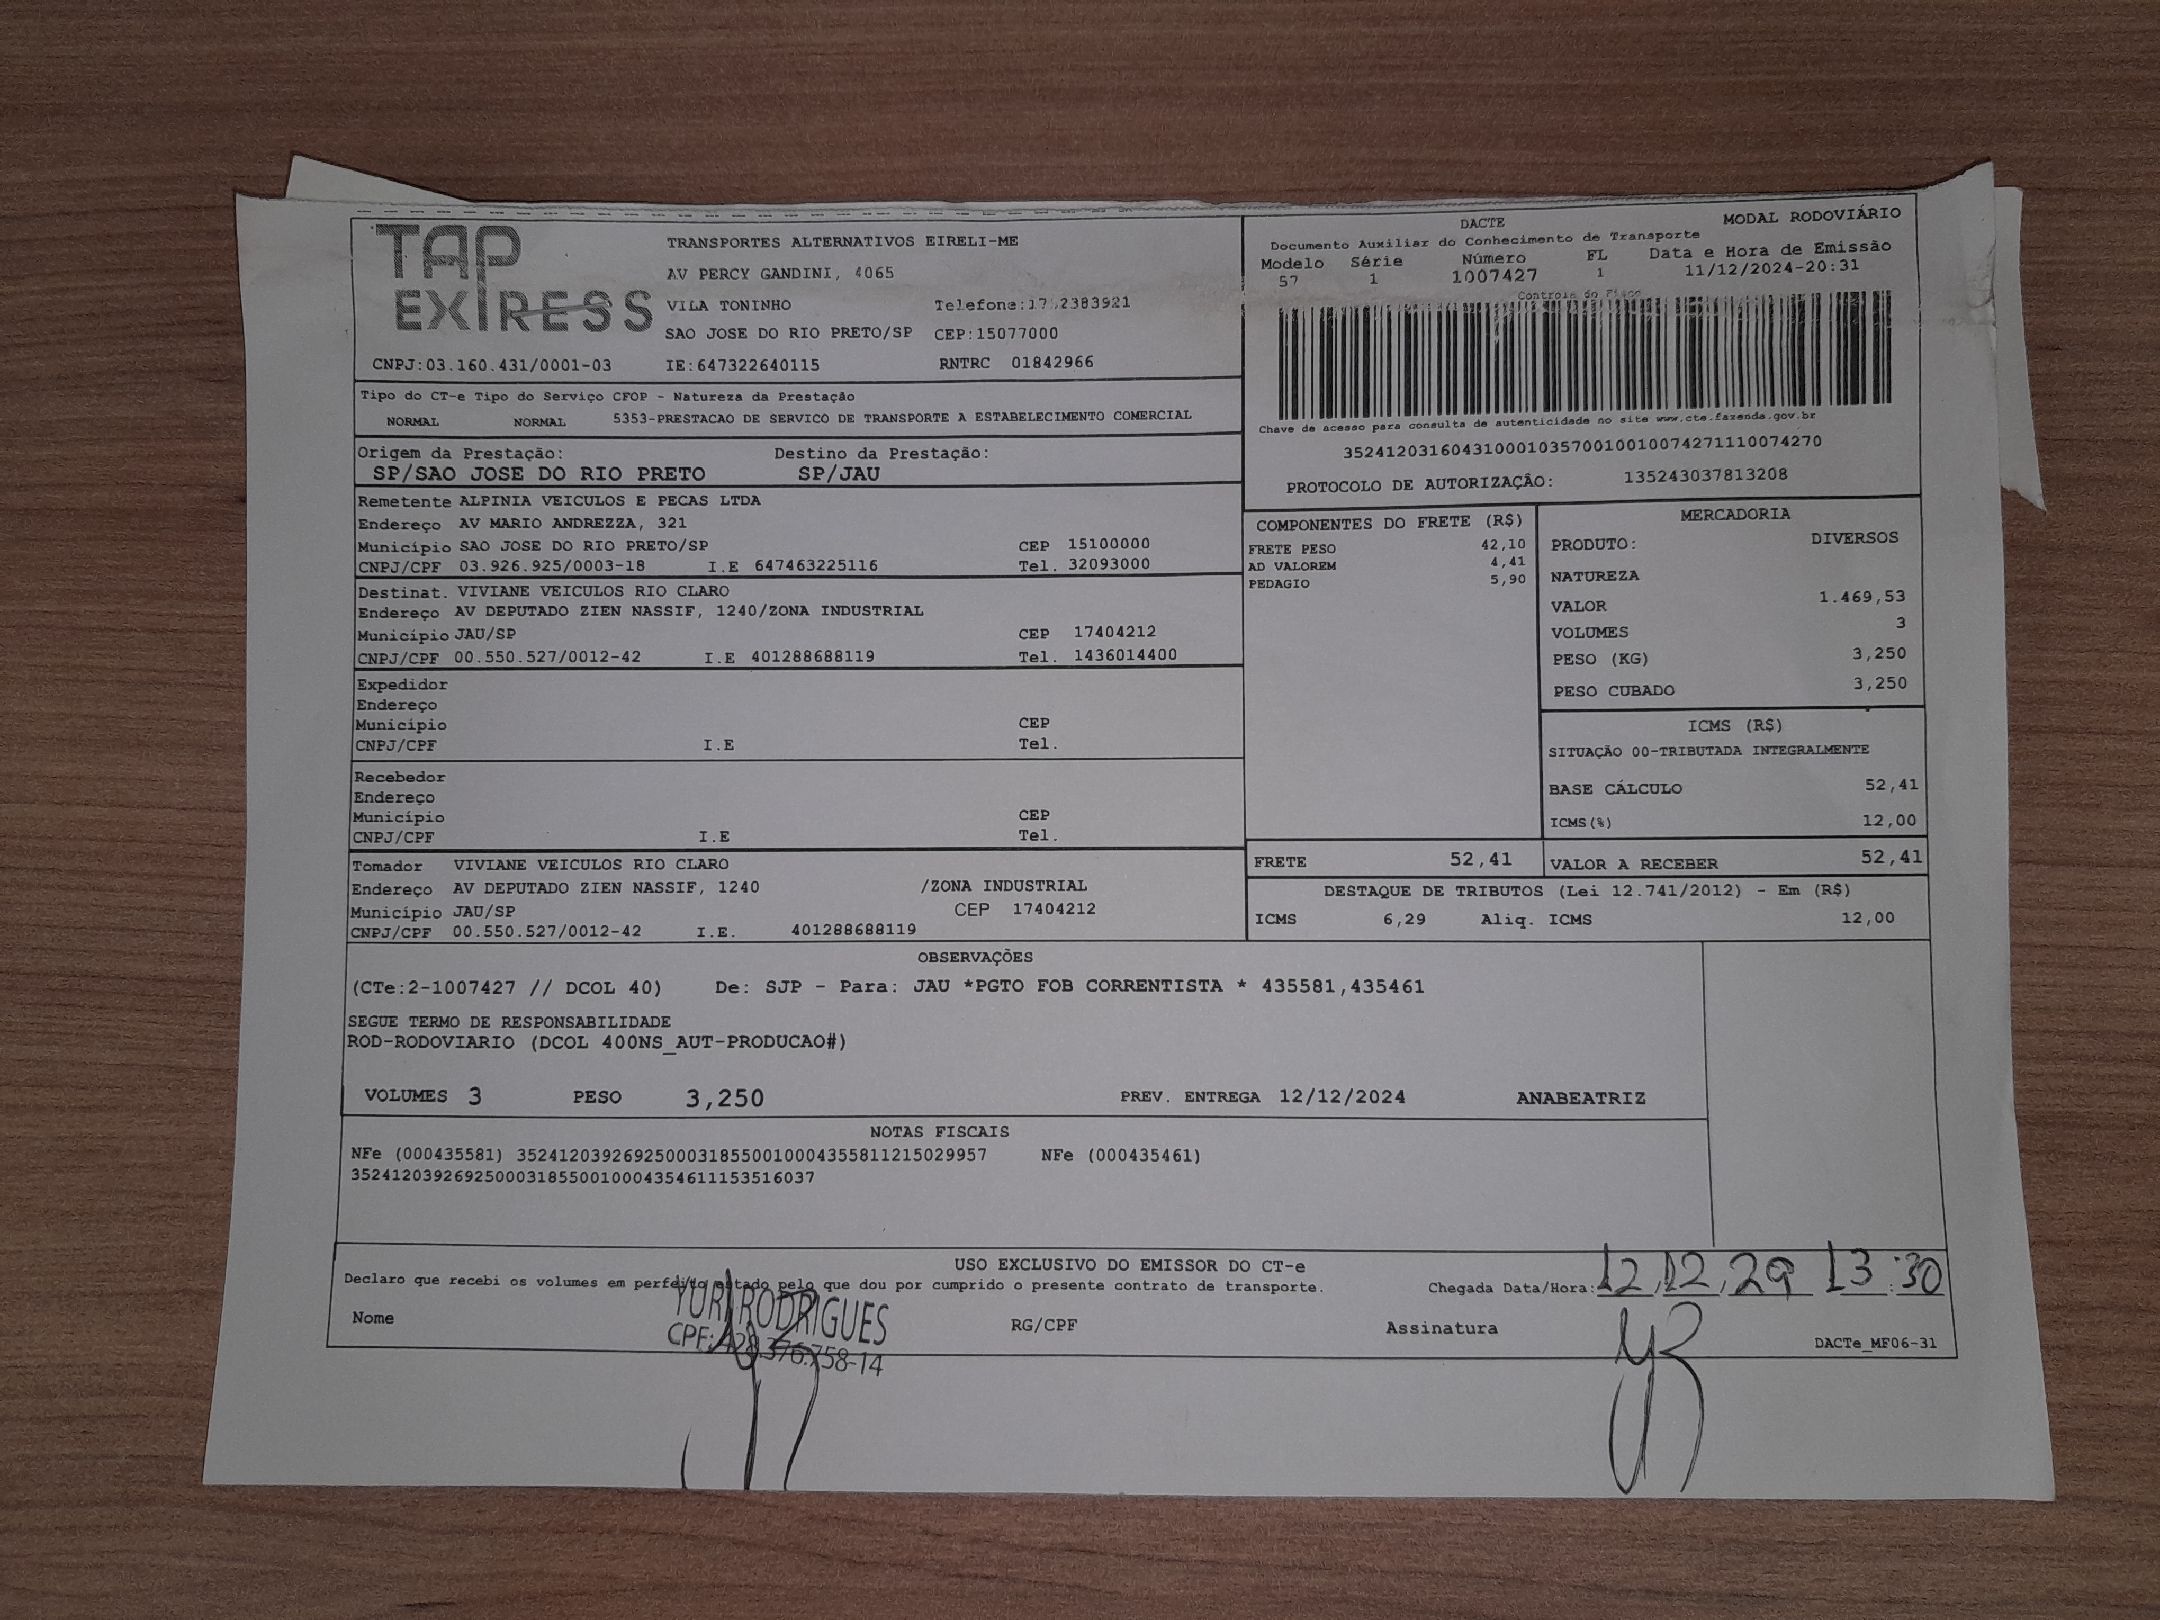 TAP
EXPRESS
TRANSPORTES ALTERNATIVOS EIRELI-ME
AV PERCY GANDINI, 4065
VILA TONINHO
SAO JOSE DO RIO PRETO/SP CEP:15077000
CNPJ:03.160.431/0001-03 IE:647322640115 RNTRC 01842966
DACTE MODAL RODOVIÁRIO
Documento Auxiliar do Conhecimento de Transporte
Modelo Série Número FL Data e Hora de Emissão
57 1 1007427 1 11/12/2024-20:31
Controle do Fisco
Chave de acesso para consulta de autenticidade no site www.cte.fazenda.gov.br
35241203160431000103570010010074271110074270
PROTOCOLO DE AUTORIZAÇÃO: 135243037813208
Tipo do CT-e Tipo do Serviço CFOP - Natureza da Prestação
NORMAL NORMAL 5353-PRESTACAO DE SERVICO DE TRANSPORTE A ESTABELECIMENTO COMERCIAL
Origem da Prestação: Destino da Prestação:
SP/SAO JOSE DO RIO PRETO SP/JAU
Remetente ALPINIA VEICULOS E PECAS LTDA
Endereço AV MARIO ANDREZZA, 321
Município SAO JOSE DO RIO PRETO/SP CEP 15100000
CNPJ/CPF 03.926.925/0003-18 I.E 647463225116 Tel. 32093000
Destinat. VIVIANE VEICULOS RIO CLARO
Endereço AV DEPUTADO ZIEN NASSIF, 1240/ZONA INDUSTRIAL
Município JAU/SP CEP 17404212
CNPJ/CPF 00.550.527/0012-42 I.E 401288688119 Tel. 1436014400
Expedidor
Endereço
Município CEP
CNPJ/CPF I.E Tel.
Recebedor
Endereço
Município CEP
CNPJ/CPF I.E Tel.
Tomador VIVIANE VEICULOS RIO CLARO
Endereço AV DEPUTADO ZIEN NASSIF, 1240 /ZONA INDUSTRIAL
Município JAU/SP CEP 17404212
CNPJ/CPF 00.550.527/0012-42 I.E. 401288688119
COMPONENTES DO FRETE (R$)
FRETE PESO 42,10
AD VALOREM 4,41
PEDAGIO 5,90
MERCADORIA
PRODUTO: DIVERSOS
NATUREZA
VALOR 1.469,53
VOLUMES 3
PESO (KG) 3,250
PESO CUBADO 3,250
ICMS (R$)
SITUAÇÃO 00-TRIBUTADA INTEGRALMENTE
BASE CÁLCULO 52,41
ICMS(%) 12,00
FRETE 52,41 VALOR A RECEBER 52,41
DESTAQUE DE TRIBUTOS (Lei 12.741/2012) - Em (R$)
ICMS 6,29 Aliq. ICMS 12,00
OBSERVAÇÕES
(CTe:2-1007427 // DCOL 40) De: SJP - Para: JAU *PGTO FOB CORRENTISTA * 435581,435461
SEGUE TERMO DE RESPONSABILIDADE
ROD-RODOVIARIO (DCOL 400NS_AUT-PRODUCAO#)
VOLUMES 3 PESO 3,250 PREV. ENTREGA 12/12/2024 ANABEATRIZ
NOTAS FISCAIS
NFe (000435581) 35241203926925000318550010004355811215029957 NFe (000435461)
35241203926925000318550010004354611153516037
USO EXCLUSIVO DO EMISSOR DO CT-e
Declaro que recebi os volumes em perfeito estado pelo que dou por cumprido o presente contrato de transporte. Chegada Data/Hora: 12 12 29 13:30
YURI RODRIGUES
Nome RG/CPF Assinatura
DACTe_MF06-31